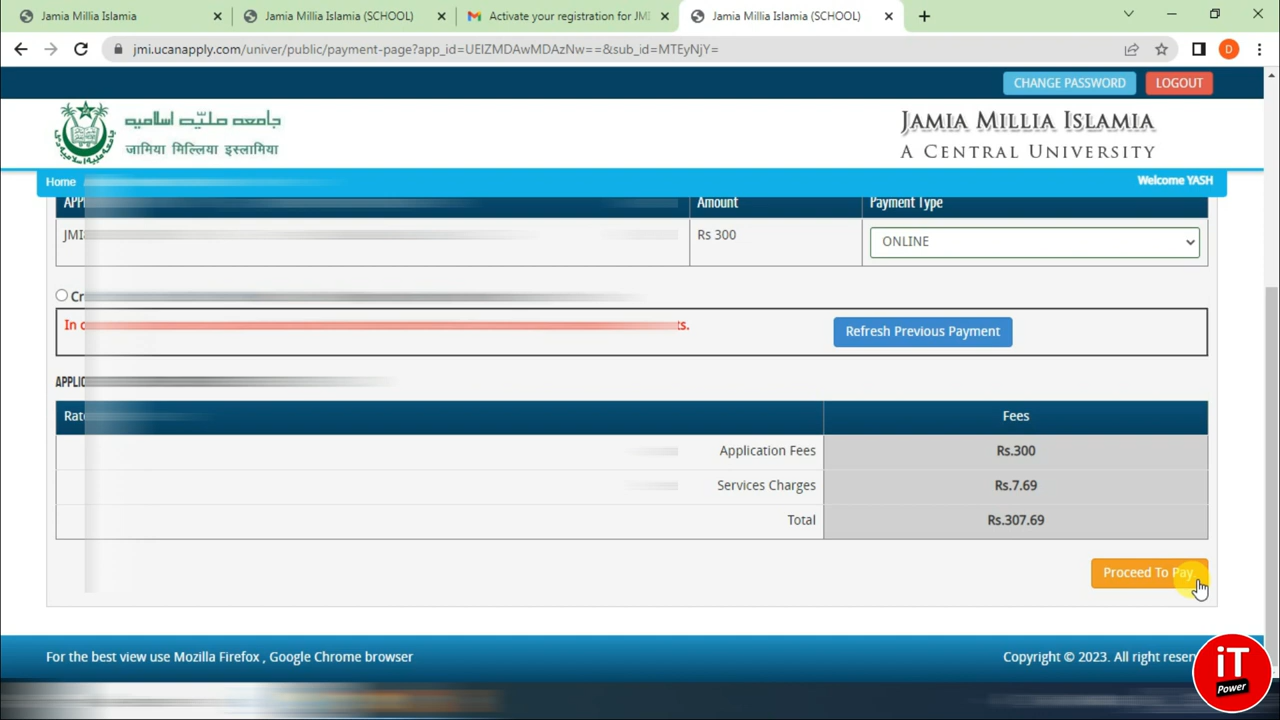 Jamia Millia Islamia
Jamia Millia Islamia (SCHOOL)
Activate your registration for JMI
Jamia Millia Islamia (SCHOOL)
jmi.ucanapply.com/univer/public/payment-page?app_id=UElZMDAwMDAzNw==&sub_id=MTEyNjY=
D
CHANGE PASSWORD
LOGOUT
جامعہ ملیّہ اسلامیہ
जामिया मिल्लिया इस्लामिया
JAMIA MILLIA ISLAMIA
A CENTRAL UNIVERSITY
Home
Welcome YASH
Amount
Payment Type
Rs 300
ONLINE
In
Refresh Previous Payment
Fees
Application Fees
Rs.300
Services Charges
Rs.7.69
Total
Rs.307.69
Proceed To Pay
For the best view use Mozilla Firefox , Google Chrome browser
Copyright © 2023. All right
iT
Power